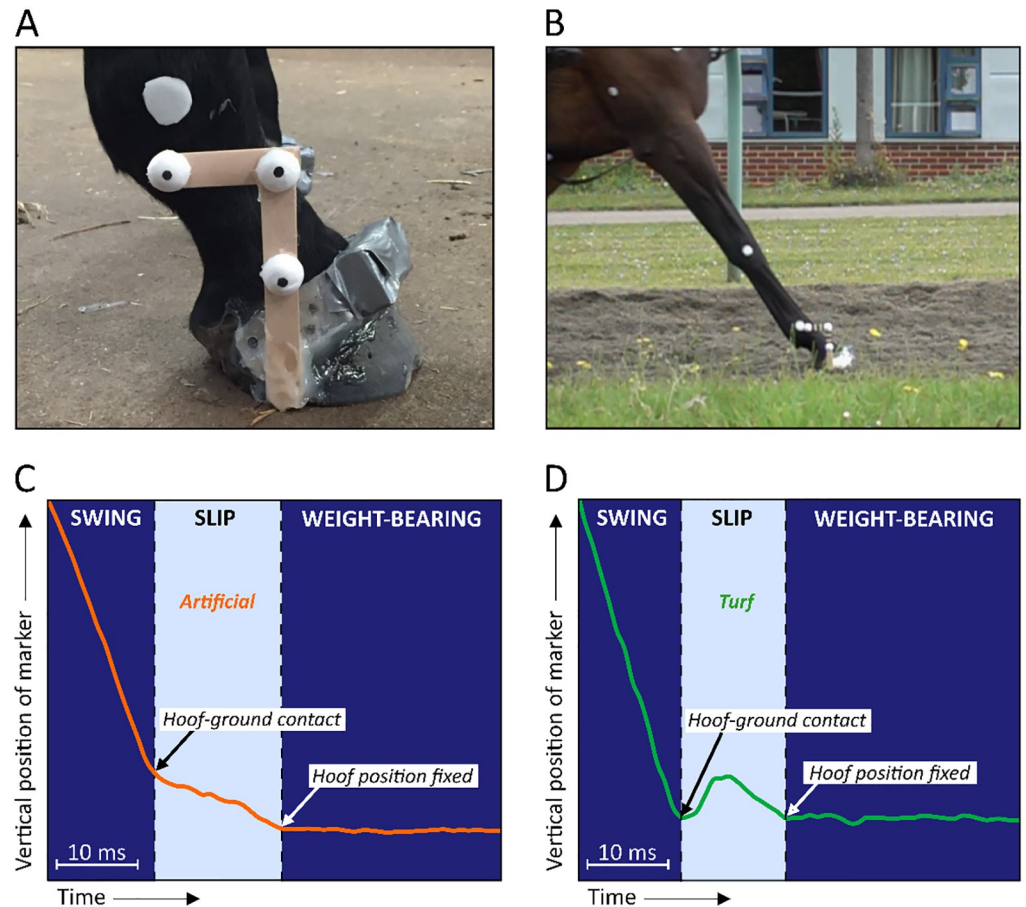 A
B
C
SWING
SLIP
WEIGHT-BEARING
Artificial
Hoof-ground contact
Hoof position fixed
10 ms
Vertical position of marker
Time
D
SWING
SLIP
WEIGHT-BEARING
Turf
Hoof-ground contact
Hoof position fixed
10 ms
Vertical position of marker
Time